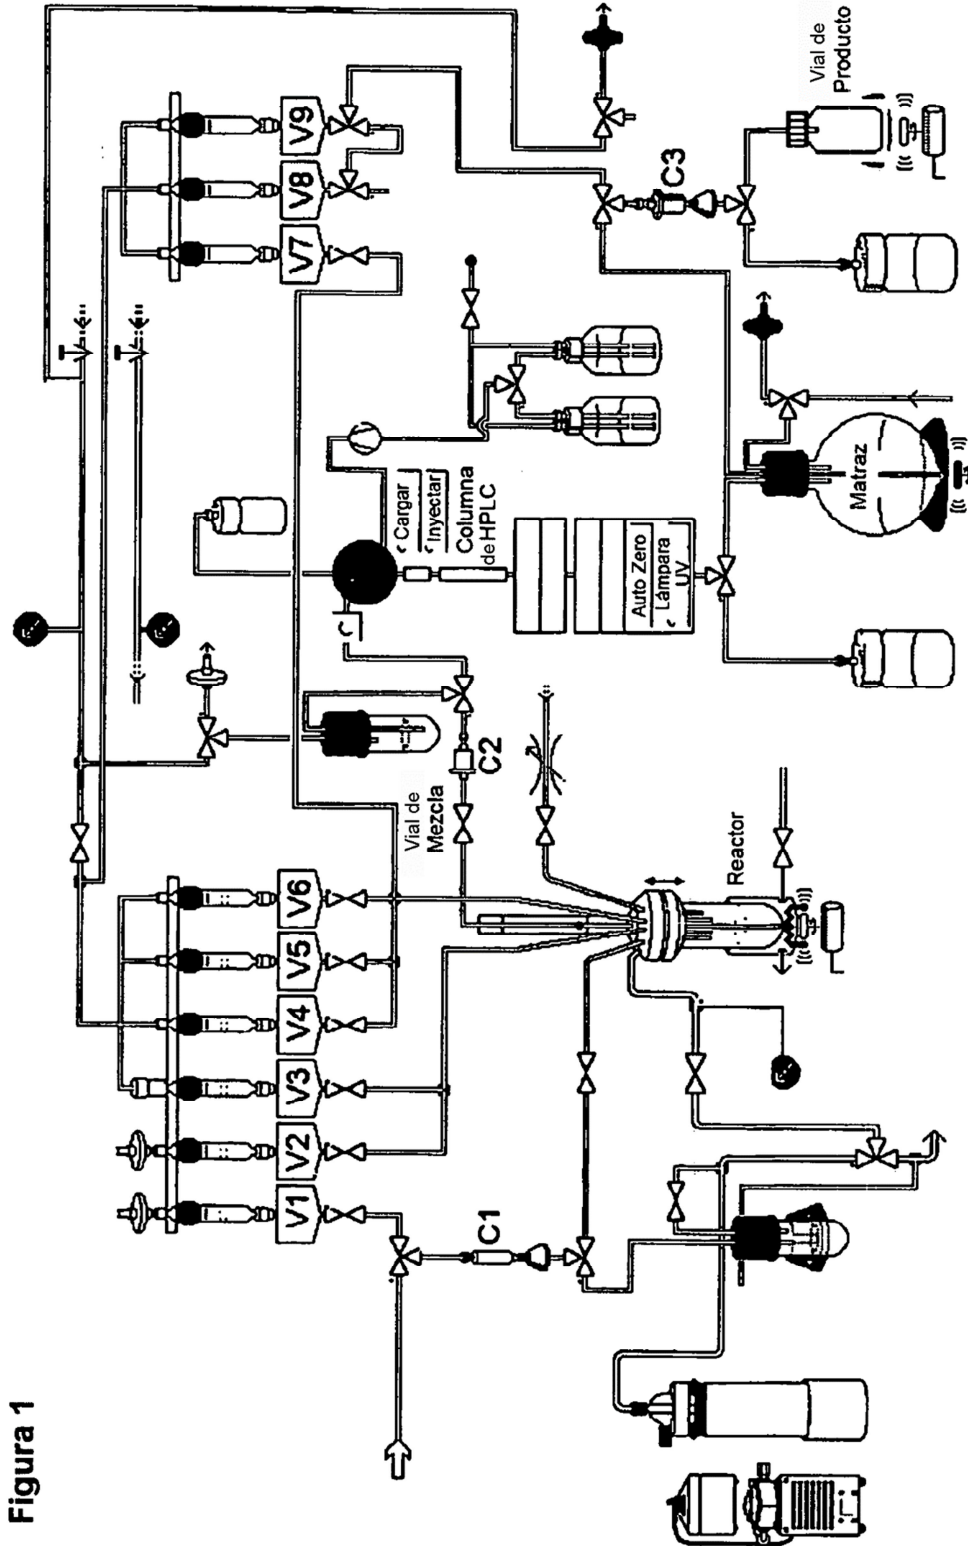 Figura 1
V1
V2
V3
V4
V5
V6
V7
V8
V9
C1
C2
C3
Vial de
Mezcla
Cargar
Inyectar
Columna
de HPLC
Auto Zero
Lámpara
UV
Reactor
Matraz
Vial de
Producto